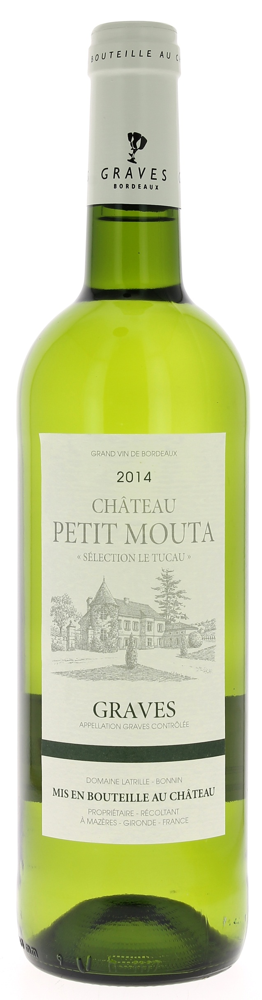 BOUTEILLE AU
GRAVES
BORDEAUX
GRAND VIN DE BORDEAUX
2014
CHÂTEAU
PETIT MOUTA
« SÉLECTION LE TUCAU »
GRAVES
APPELLATION GRAVES CONTRÔLÉE
DOMAINE LATRILLE - BONNIN
MIS EN BOUTEILLE AU CHÂTEAU
PROPRIÉTAIRE - RÉCOLTANT
À MAZÈRES - GIRONDE - FRANCE